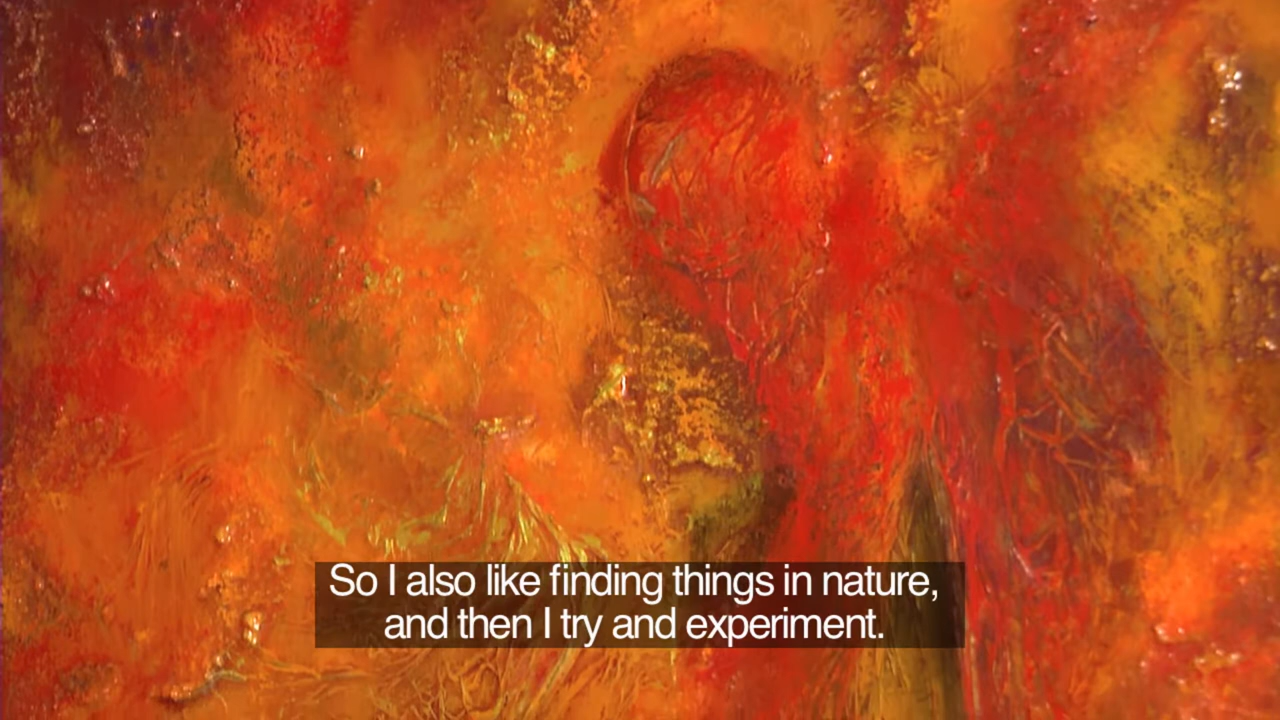 So I also like finding things in nature,
and then I try and experiment.